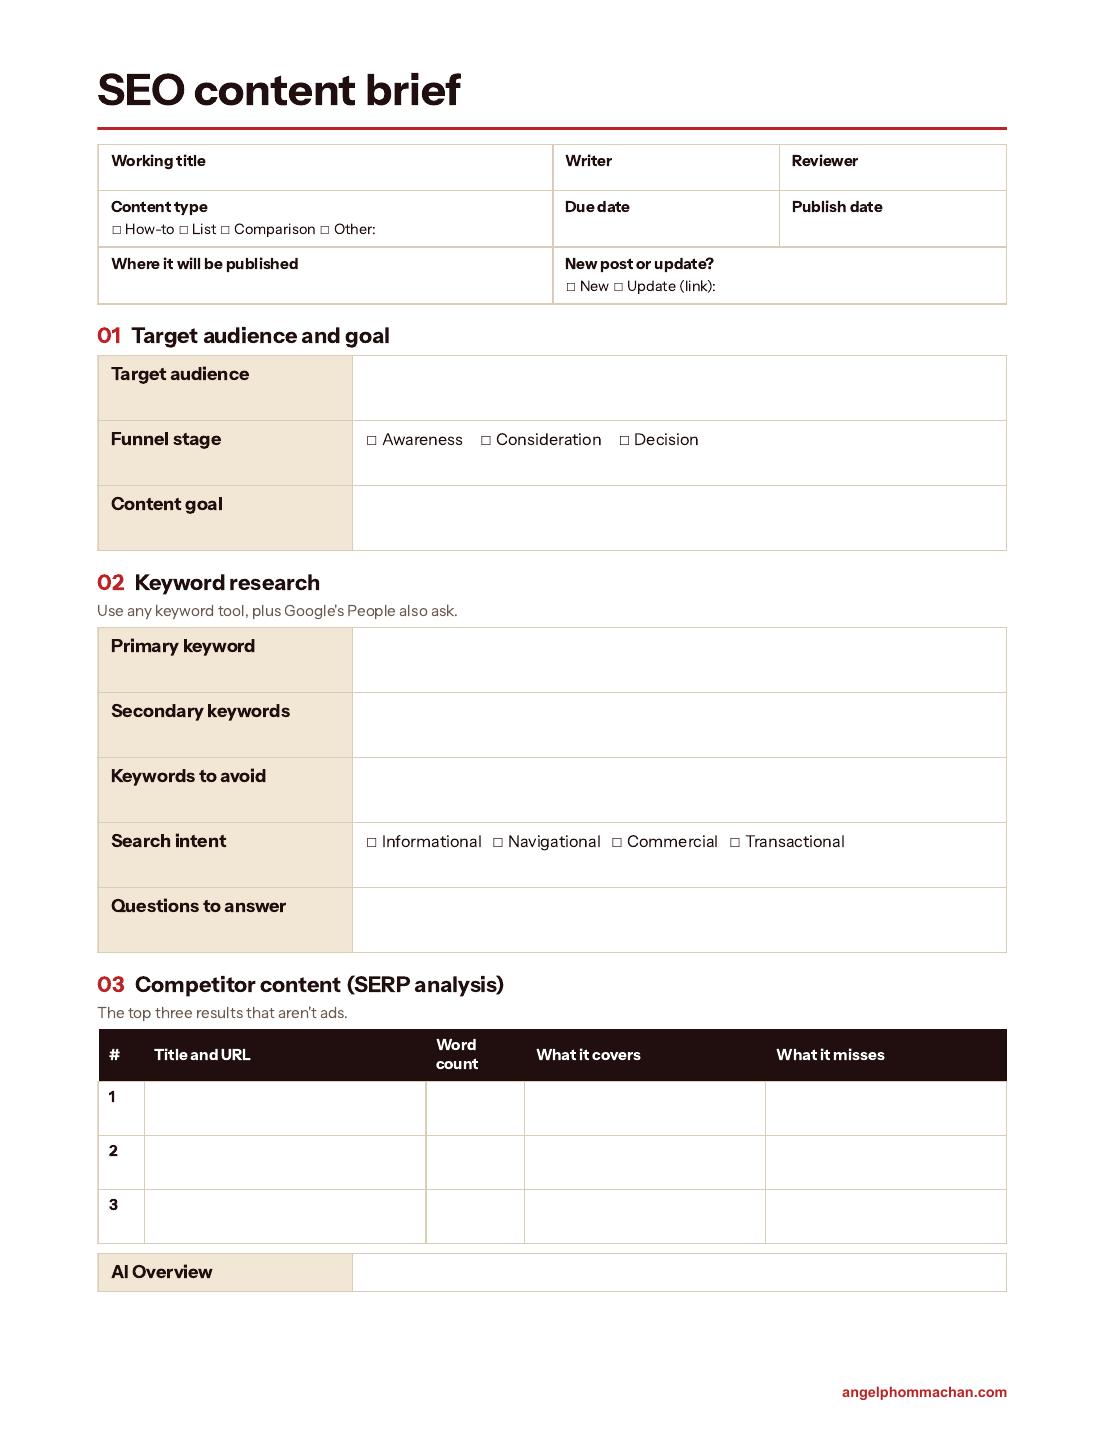 SEO content brief
Working title
Writer
Reviewer
Content type
☐ How-to ☐ List ☐ Comparison ☐ Other:
Due date
Publish date
Where it will be published
New post or update?
☐ New ☐ Update (link):
01 Target audience and goal
Target audience
Funnel stage
☐ Awareness ☐ Consideration ☐ Decision
Content goal
02 Keyword research
Use any keyword tool, plus Google's People also ask.
Primary keyword
Secondary keywords
Keywords to avoid
Search intent
☐ Informational ☐ Navigational ☐ Commercial ☐ Transactional
Questions to answer
03 Competitor content (SERP analysis)
The top three results that aren't ads.
#
Title and URL
Word
count
What it covers
What it misses
1
2
3
AI Overview
angelphommachan.com